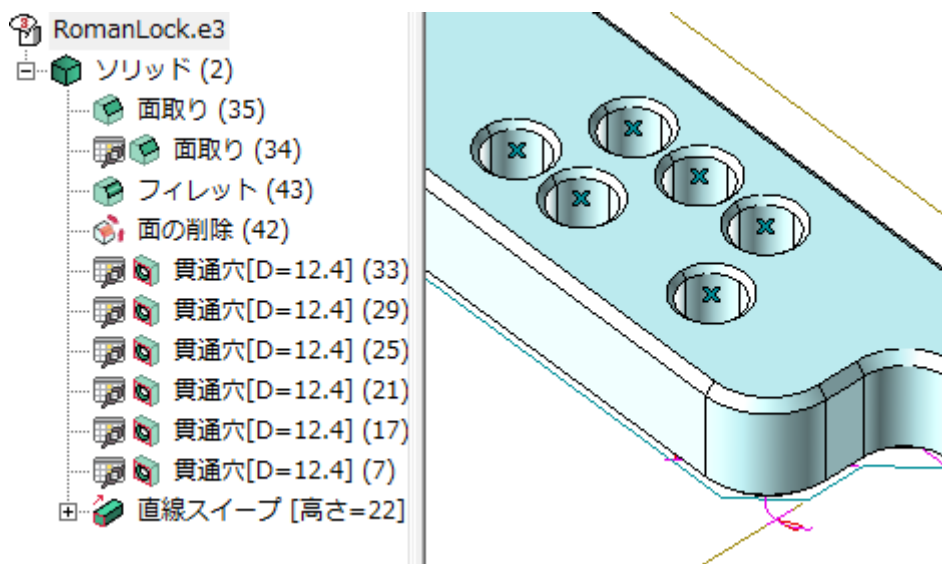 RomanLock.e3
ソリッド (2)
面取り (35)
面取り (34)
フィレット (43)
面の削除 (42)
貫通穴[D=12.4] (33)
貫通穴[D=12.4] (29)
貫通穴[D=12.4] (25)
貫通穴[D=12.4] (21)
貫通穴[D=12.4] (17)
貫通穴[D=12.4] (7)
直線スイープ [高さ=22]